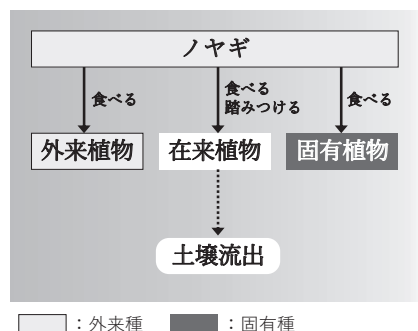 ノヤギ
食べる
食べる
踏みつける
食べる
外来植物
在来植物
固有植物
土壌流出
：外来種
：固有種